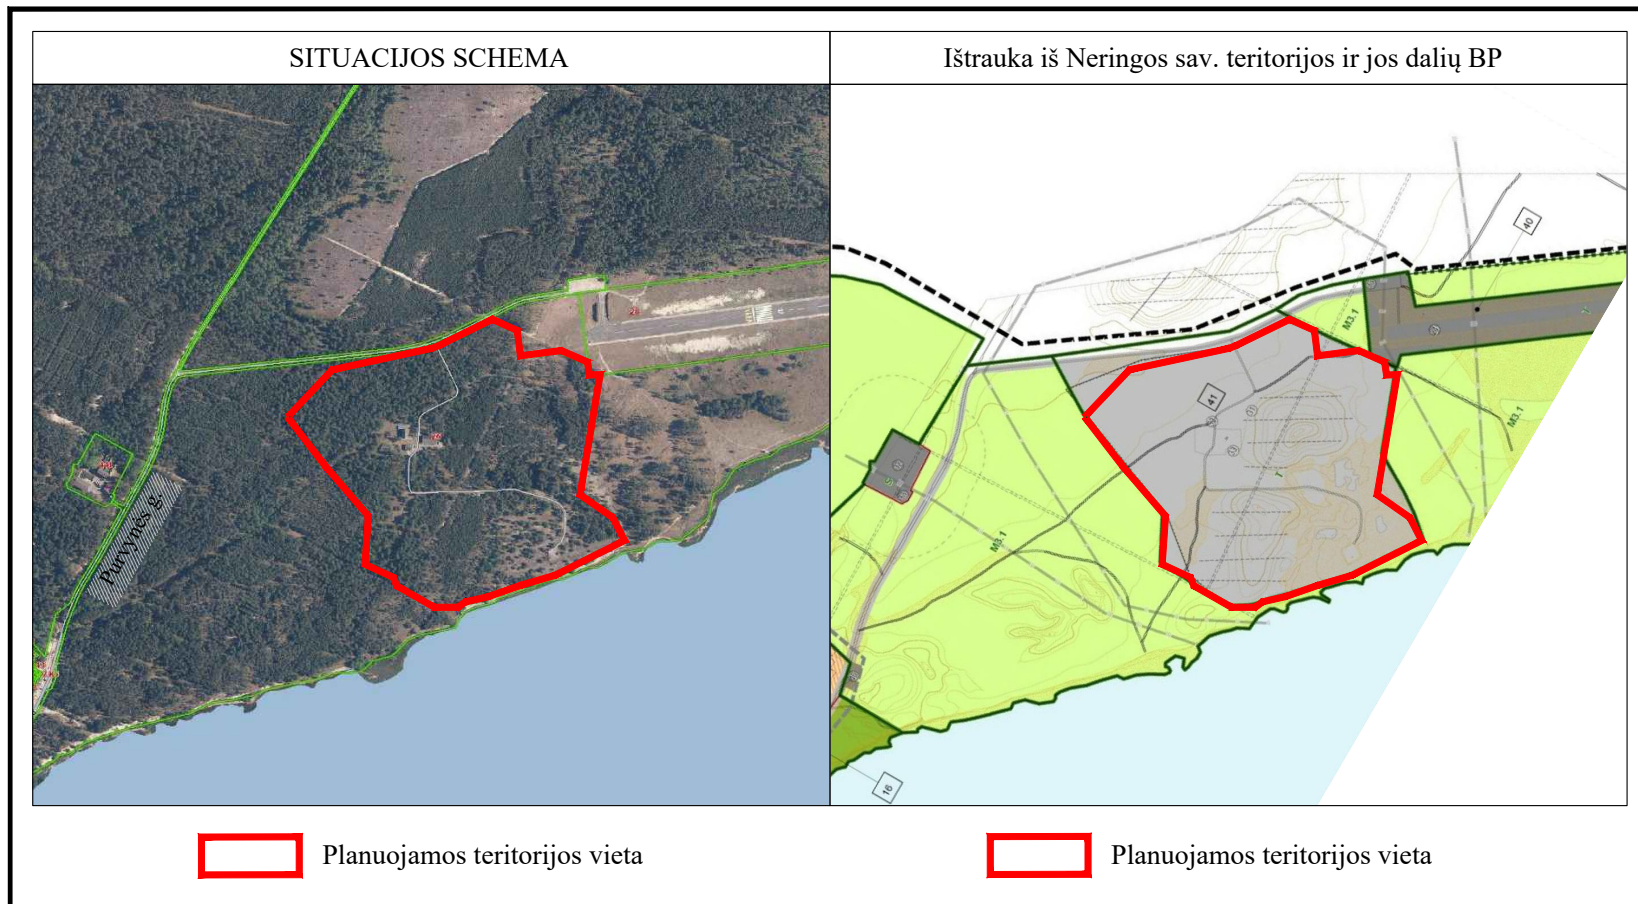 SITUACIJOS SCHEMA
Ištrauka iš Neringos sav. teritorijos ir jos dalių BP
Purvynės g.
40
M3.1
41
M3.1
M3.1
16
Planuojamos teritorijos vieta
Planuojamos teritorijos vieta